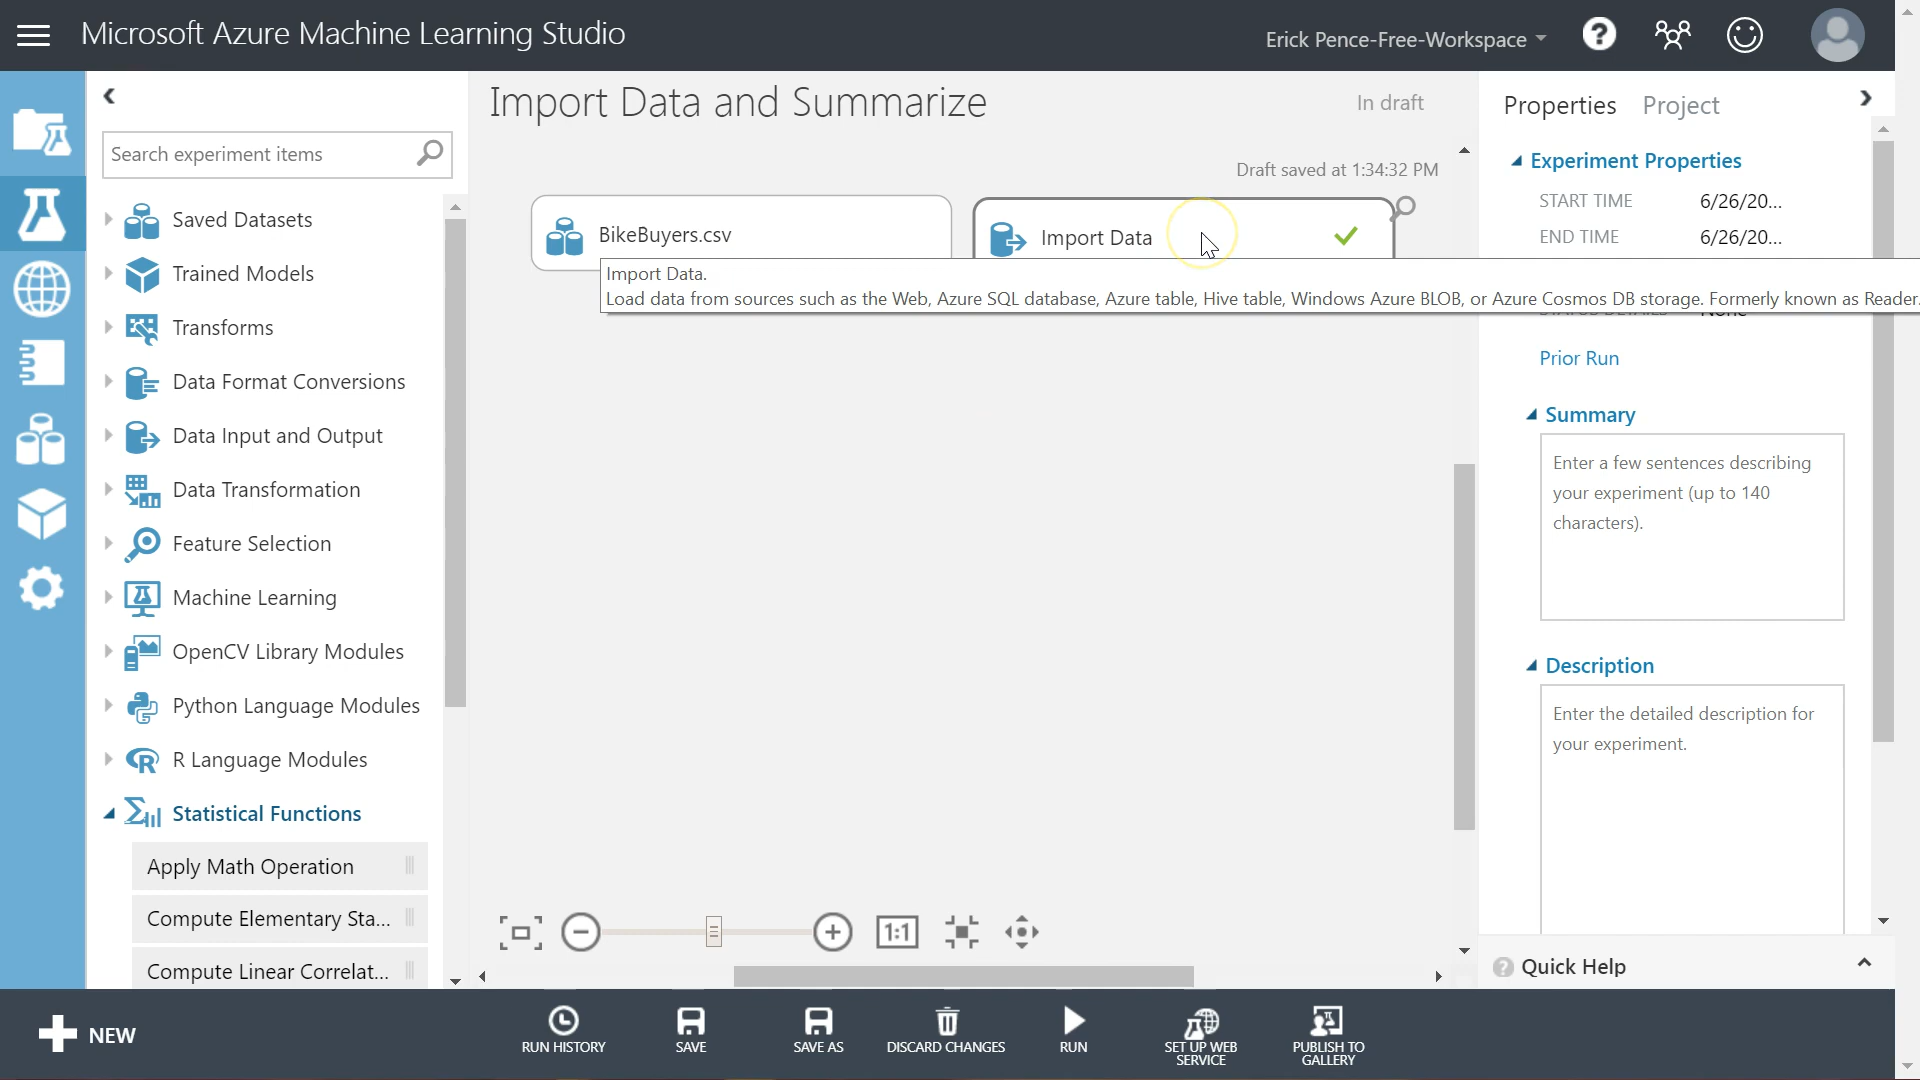 Microsoft Azure Machine Learning Studio
Erick Pence-Free-Workspace
Search experiment items
Saved Datasets
Trained Models
Transforms
Data Format Conversions
Data Input and Output
Data Transformation
Feature Selection
Machine Learning
OpenCV Library Modules
Python Language Modules
R Language Modules
Statistical Functions
Apply Math Operation
Compute Elementary Sta...
Compute Linear Correlat...
Import Data and Summarize
In draft
Draft saved at 1:34:32 PM
BikeBuyers.csv
Import Data
Import Data.
Load data from sources such as the Web, Azure SQL database, Azure table, Hive table, Windows Azure BLOB, or Azure Cosmos DB storage. Formerly known as Reader.
1:1
Properties Project
Experiment Properties
START TIME 6/26/20...
END TIME 6/26/20...
Prior Run
Summary
Enter a few sentences describing
your experiment (up to 140
characters).
Description
Enter the detailed description for
your experiment.
Quick Help
NEW
RUN HISTORY
SAVE
SAVE AS
DISCARD CHANGES
RUN
SET UP WEB
SERVICE
PUBLISH TO
GALLERY